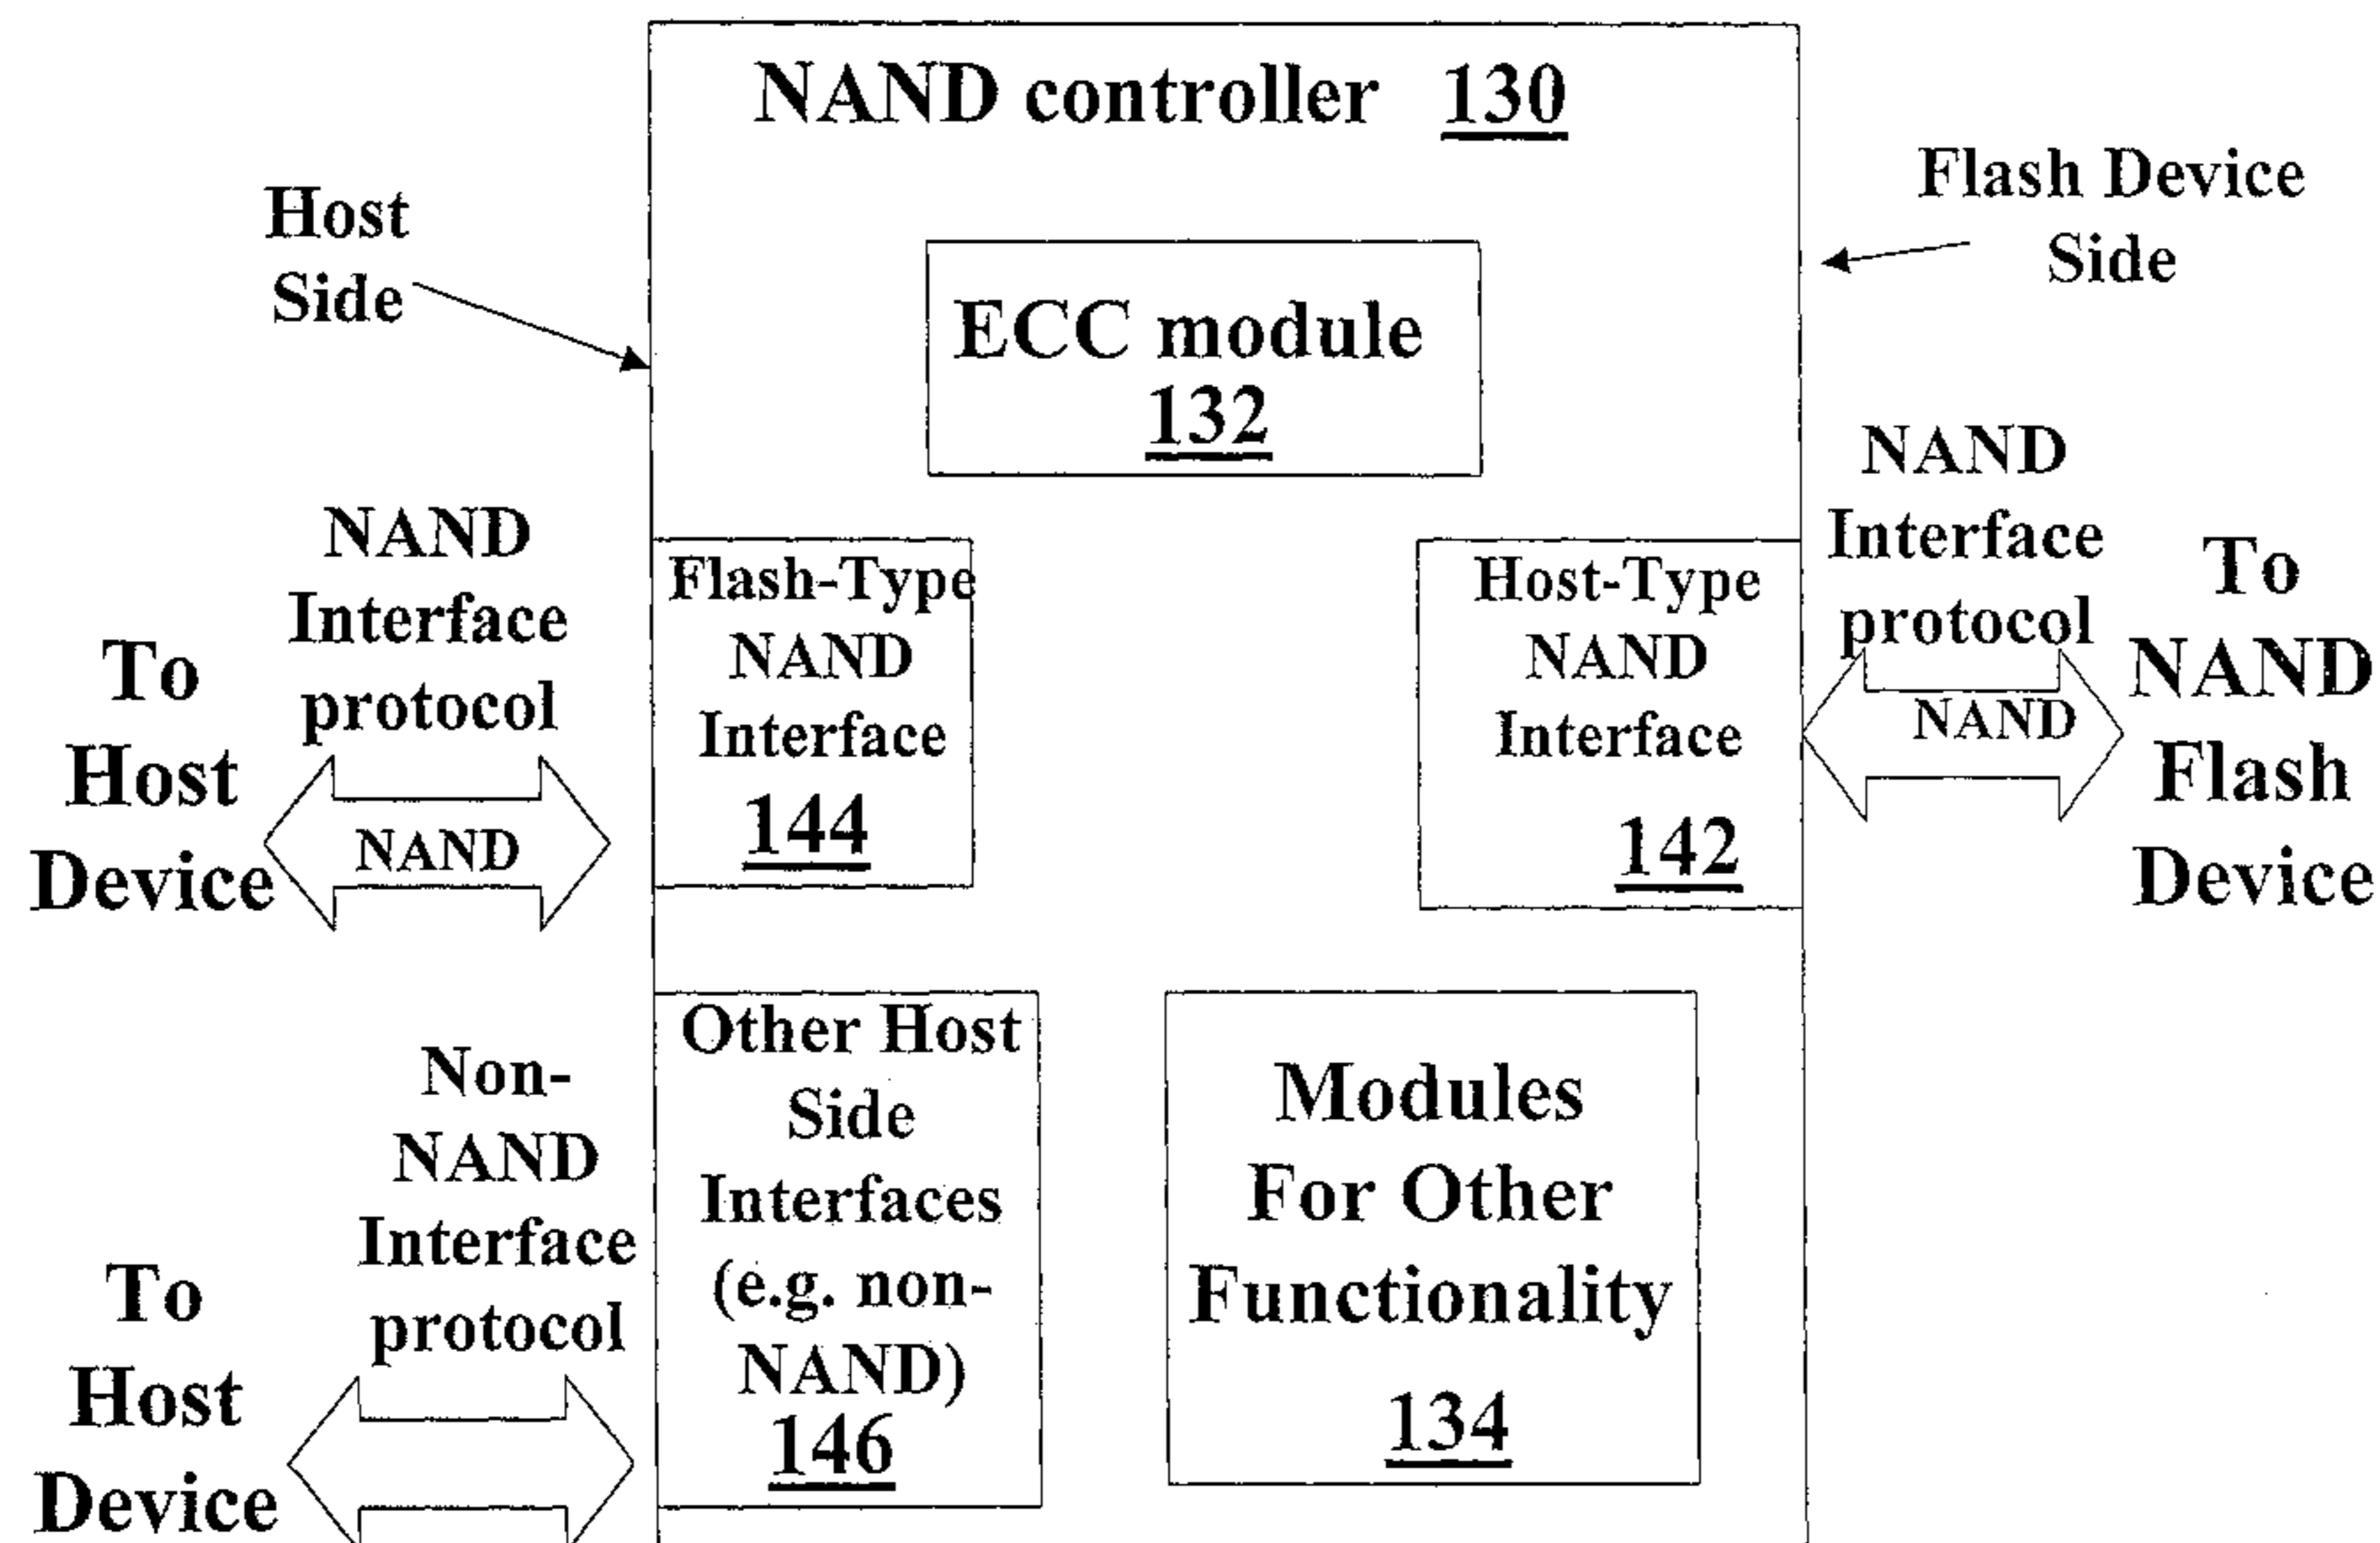 NAND controller 130
Host
Side
Flash Device
Side
ECC module
132
NAND
Interface
protocol
To
Host
Device
NAND
Flash-Type
NAND
Interface
144
Host-Type
NAND
Interface
142
NAND
Interface
protocol
NAND
To
NAND
Flash
Device
Non-
NAND
Interface
protocol
To
Host
Device
Other Host
Side
Interfaces
(e.g. non-
NAND)
146
Modules
For Other
Functionality
134